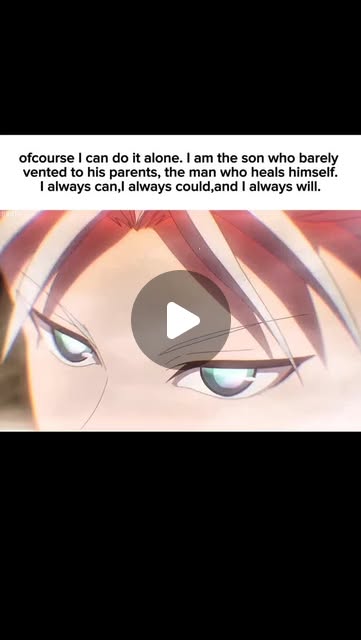 ofcourse I can do it alone. I am the son who barely
vented to his parents, the man who heals himself.
I always can,I always could,and I always will.